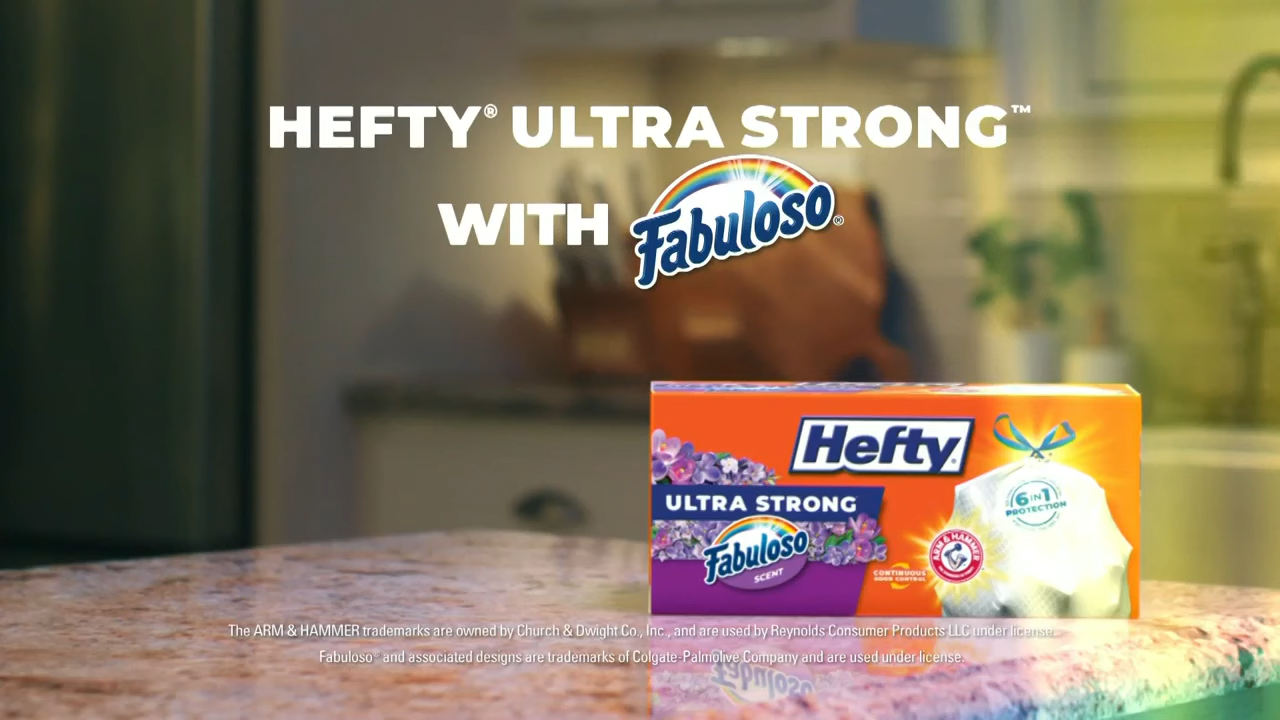 HEFTY® ULTRA STRONG™
WITH Fabuloso®
Hefty®
6 IN 1
PROTECTION
ULTRA STRONG
Fabuloso
SCENT
ARM & HAMMER
CONTINUOUS
ODOR CONTROL
The ARM & HAMMER trademarks are owned by Church & Dwight Co., Inc., and are used by Reynolds Consumer Products LLC under license.
Fabuloso® and associated designs are trademarks of Colgate-Palmolive Company and are used under license.
Fabuloso